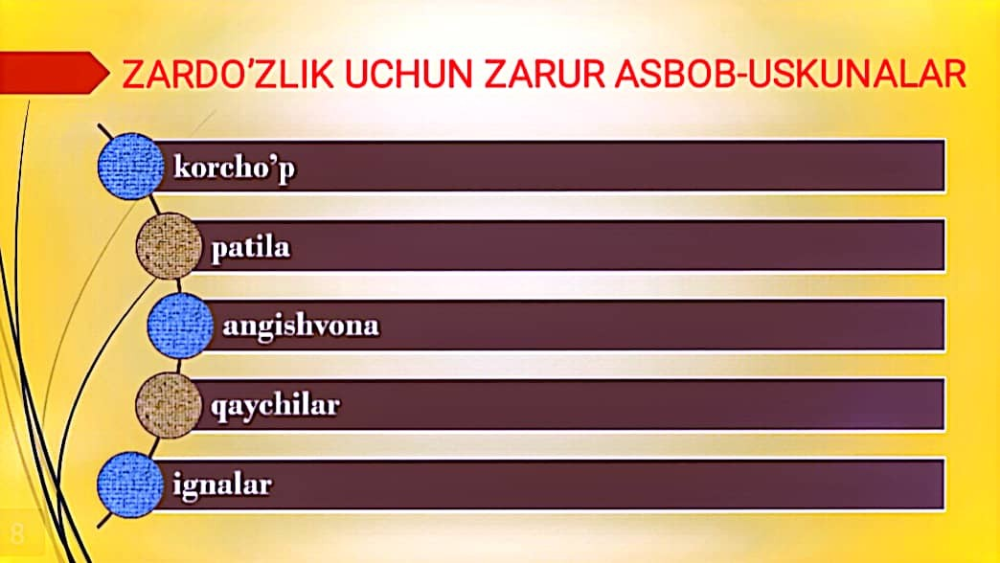 ZARDO’ZLIK UCHUN ZARUR ASBOB-USKUNALAR
korcho’p
patila
angishvona
qaychilar
ignalar
8